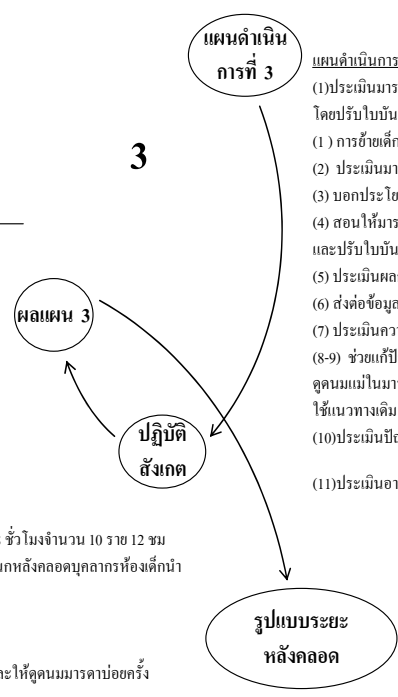 แผนดำเนิน
การที่ 3
แผนดำเนินการ
(1)ประเมินมาร
โดยปรับใบบัน
3
(1 ) การย้ายเด็ก
(2) ประเมินมา
(3) บอกประโย
(4) สอนให้มาร
และปรับใบบัน
(5) ประเมินผล
(6) ส่งต่อข้อมูล
(7) ประเมินควา
(8-9) ช่วยแก้ปั
ดูดนมแม่ในมา
ใช้แนวทางเดิม
(10)ประเมินปัญ
(11)ประเมินอา
ผลแผน 3
ปฏิบัติ
สังเกต
ชั่วโมงจำนวน 10 ราย 12 ชม
กหลังคลอดบุคลากรห้องเด็กนำ
รูปแบบระยะ
หลังคลอด
ะให้ดูดนมมารดาบ่อยครั้ง